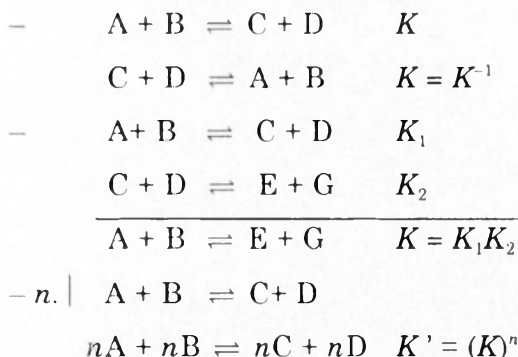 – A + B ⇌ C + D K
C + D ⇌ A + B K = K⁻¹
– A+ B ⇌ C + D K₁
C + D ⇌ E + G K₂
A + B ⇌ E + G K = K₁K₂
– n. | A + B ⇌ C+ D
nA + nB ⇌ nC + nD K’ = (K)ⁿ